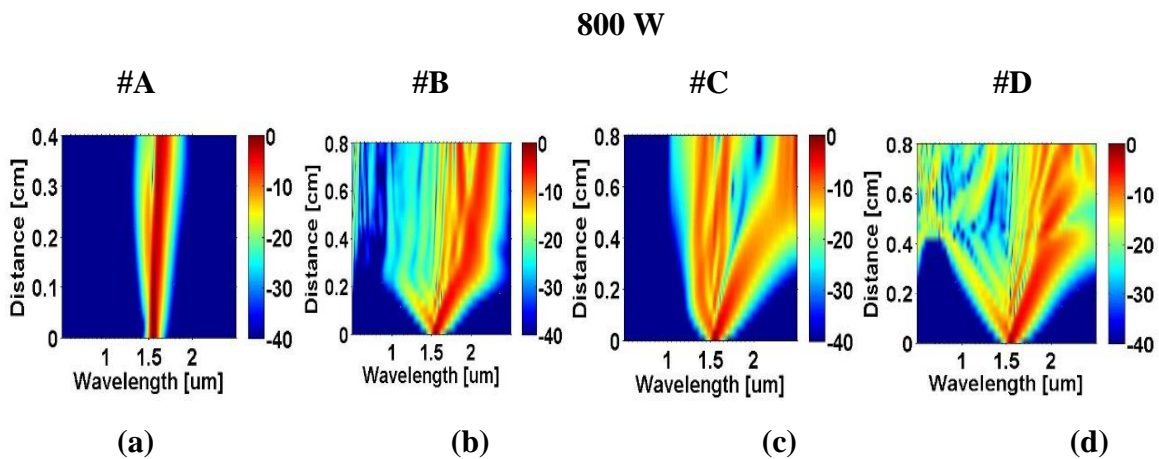 800 W
#A #B #C #D
0.4 0 0.8 0 0.8 0 0.8 0
0.3 -10 0.6 -10 0.6 -10 0.6 -10
0.2 -20 0.4 -20 0.4 -20 0.4 -20
0.1 -30 0.2 -30 0.2 -30 0.2 -30
0 -40 0 -40 0 -40 0 -40
Distance [cm] Distance [cm] Distance [cm] Distance [cm]
1 1.5 2 1 1.5 2 1 1.5 2 1 1.5 2
Wavelength [um] Wavelength [um] Wavelength [um] Wavelength [um]
(a) (b) (c) (d)